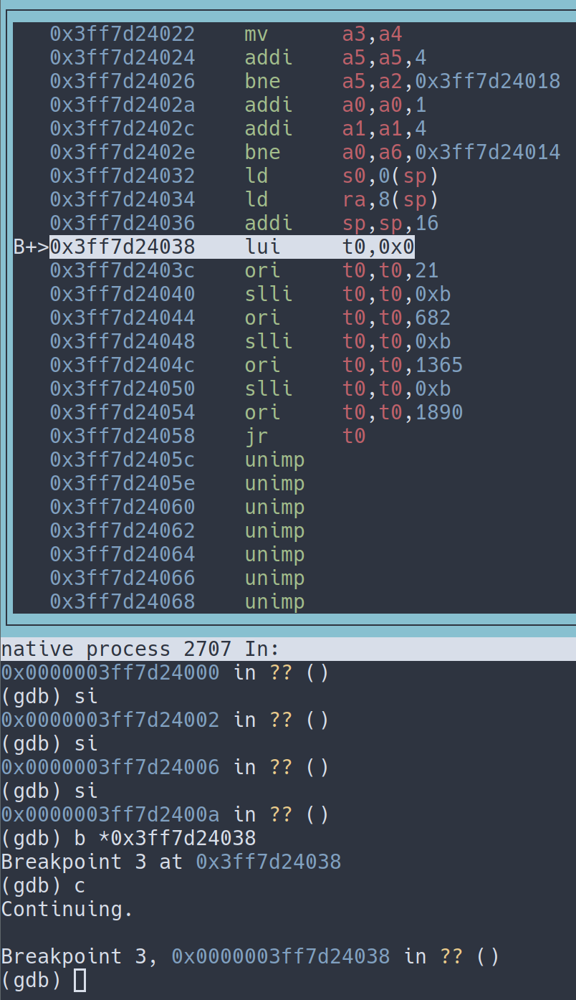 0x3ff7d24022 mv a3,a4
0x3ff7d24024 addi a5,a5,4
0x3ff7d24026 bne a5,a2,0x3ff7d24018
0x3ff7d2402a addi a0,a0,1
0x3ff7d2402c addi a1,a1,4
0x3ff7d2402e bne a0,a6,0x3ff7d24014
0x3ff7d24032 ld s0,0(sp)
0x3ff7d24034 ld ra,8(sp)
0x3ff7d24036 addi sp,sp,16
B+>0x3ff7d24038 lui t0,0x0
0x3ff7d2403c ori t0,t0,21
0x3ff7d24040 slli t0,t0,0xb
0x3ff7d24044 ori t0,t0,682
0x3ff7d24048 slli t0,t0,0xb
0x3ff7d2404c ori t0,t0,1365
0x3ff7d24050 slli t0,t0,0xb
0x3ff7d24054 ori t0,t0,1890
0x3ff7d24058 jr t0
0x3ff7d2405c unimp
0x3ff7d2405e unimp
0x3ff7d24060 unimp
0x3ff7d24062 unimp
0x3ff7d24064 unimp
0x3ff7d24066 unimp
0x3ff7d24068 unimp
native process 2707 In:
0x0000003ff7d24000 in ?? ()
(gdb) si
0x0000003ff7d24002 in ?? ()
(gdb) si
0x0000003ff7d24006 in ?? ()
(gdb) si
0x0000003ff7d2400a in ?? ()
(gdb) b *0x3ff7d24038
Breakpoint 3 at 0x3ff7d24038
(gdb) c
Continuing.
Breakpoint 3, 0x0000003ff7d24038 in ?? ()
(gdb)